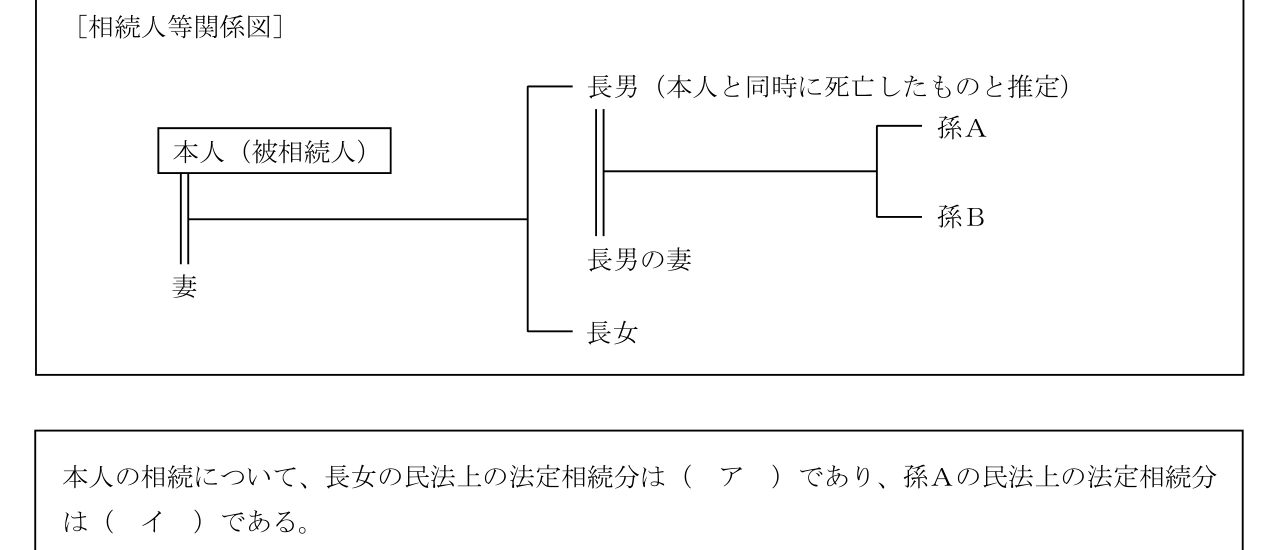 ［相続人等関係図］
長男（本人と同時に死亡したものと推定）
孫Ａ
本人（被相続人）
孫Ｂ
長男の妻
妻
長女
本人の相続について、長女の民法上の法定相続分は（　ア　）であり、孫Ａの民法上の法定相続分
は（　イ　）である。